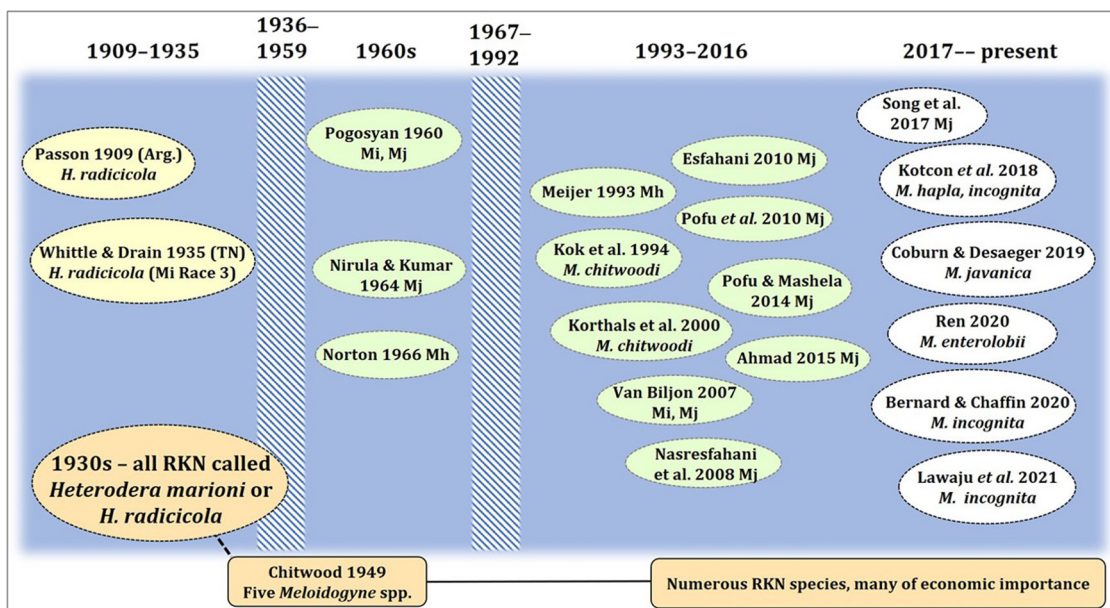 1909–1935
1936–
1959
1960s
1967–
1992
1993–2016
2017–– present
Passon 1909 (Arg.)
H. radicicola
Whittle & Drain 1935 (TN)
H. radicicola (Mi Race 3)
1930s – all RKN called
Heterodera marioni or
H. radicicola
Pogosyan 1960
Mi, Mj
Nirula & Kumar
1964 Mj
Norton 1966 Mh
Meijer 1993 Mh
Kok et al. 1994
M. chitwoodi
Korthals et al. 2000
M. chitwoodi
Van Biljon 2007
Mi, Mj
Nasresfahani
et al. 2008 Mj
Esfahani 2010 Mj
Pofu et al. 2010 Mj
Pofu & Mashela
2014 Mj
Ahmad 2015 Mj
Song et al.
2017 Mj
Kotcon et al. 2018
M. hapla, incognita
Coburn & Desaeger 2019
M. javanica
Ren 2020
M. enterolobii
Bernard & Chaffin 2020
M. incognita
Lawaju et al. 2021
M. incognita
Chitwood 1949
Five Meloidogyne spp.
Numerous RKN species, many of economic importance